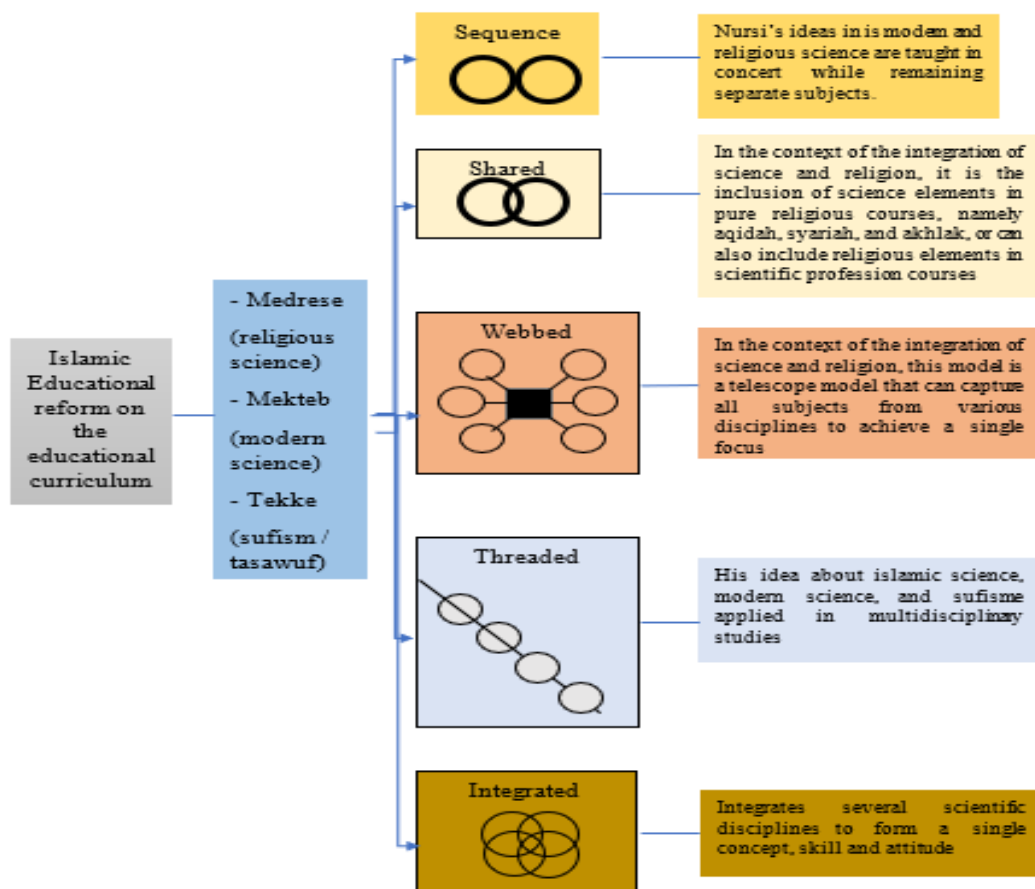 Islamic
Educational
reform on
the
educational
curriculum
- Medrese
(religious
science)
- Mekteb
(modern
science)
- Tekke
(sufism /
tasawuf)
Sequence
Nursi's ideas in is modern and
religious science are taught in
concert while remaining
separate subjects.
Shared
In the context of the integration of
science and religion, it is the
inclusion of science elements in
pure religious courses, namely
aqidah, syariah, and akhlak, or can
also include religious elements in
scientific profession courses
Webbed
In the context of the integration of
science and religion, this model is
a telescope model that can capture
all subjects from various
disciplines to achieve a single
focus
Threaded
His idea about islamic science,
modern science, and sufisme
applied in multidisciplinary
studies
Integrated
Integrates several scientific
disciplines to form a single
concept, skill and attitude